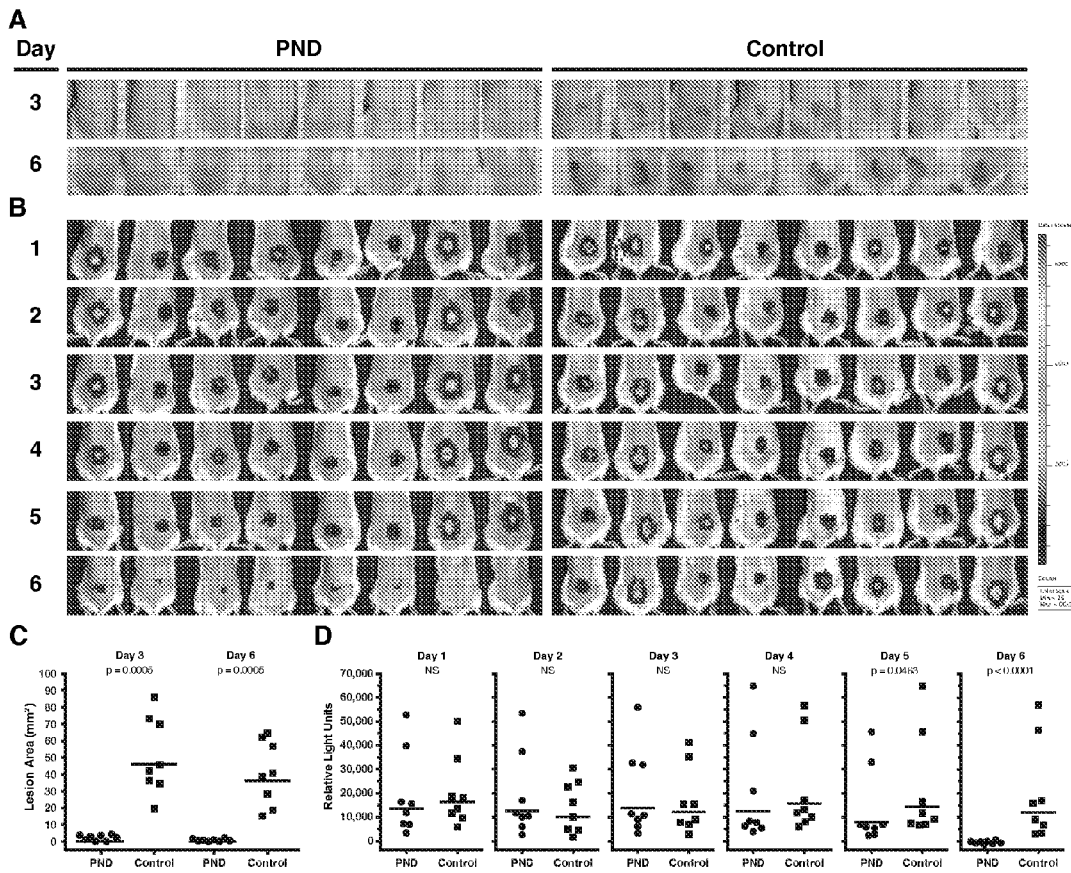 A
Day PND Control
3
6
B
1
2
3
4
5
6
C D
Day 3 Day 6
p = 0.0005 p = 0.0005
Lesion Area (mm²)
100
90
80
70
60
50
40
30
20
10
0
PND Control PND Control
Day 1 Day 2 Day 3 Day 4 Day 5 Day 6
NS NS NS NS p = 0.0463 p < 0.0001
Relative Light Units
70,000
60,000
50,000
40,000
30,000
20,000
10,000
0
PND Control PND Control PND Control PND Control PND Control PND Control